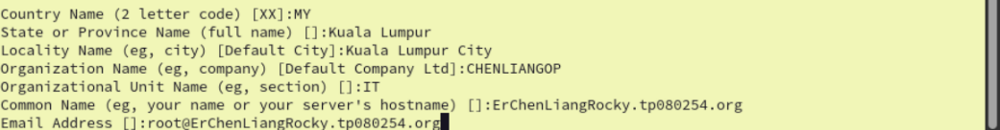 Country Name (2 letter code) [XX]:MY
State or Province Name (full name) []:Kuala Lumpur
Locality Name (eg, city) [Default City]:Kuala Lumpur City
Organization Name (eg, company) [Default Company Ltd]:CHENLIANGOP
Organizational Unit Name (eg, section) []:IT
Common Name (eg, your name or your server's hostname) []:ErChenLiangRocky.tp080254.org
Email Address []:root@ErChenLiangRocky.tp080254.org